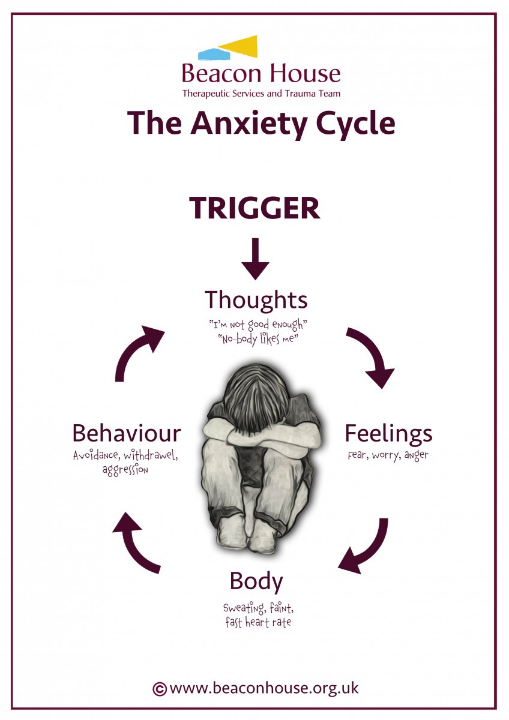 Beacon House
Therapeutic Services and Trauma Team
The Anxiety Cycle
TRIGGER
Thoughts
"I'm not good enough"
"No-body likes me"
Behaviour
Avoidance, withdrawel,
aggression
Feelings
Fear, worry, anger
Body
Sweating, faint,
fast heart rate
© www.beaconhouse.org.uk